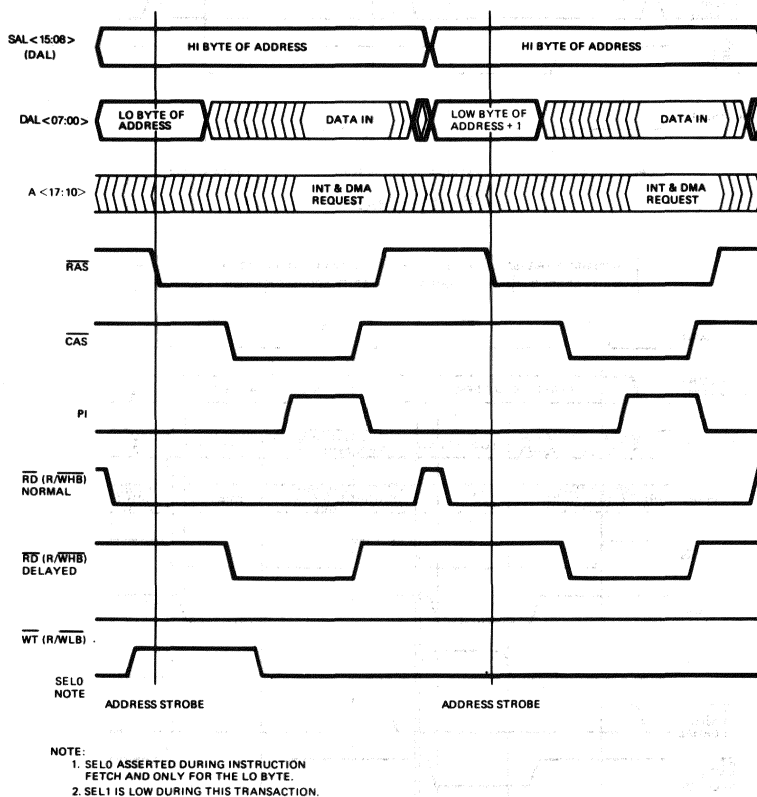 SAL<15:08>
(DAL)
HI BYTE OF ADDRESS
HI BYTE OF ADDRESS
DAL<07:00>
LO BYTE OF
ADDRESS
DATA IN
LOW BYTE OF
ADDRESS + 1
DATA IN
A <17:10>
INT & DMA
REQUEST
INT & DMA
REQUEST
RAS
CAS
PI
RD (R/WHB)
NORMAL
RD (R/WHB)
DELAYED
WT (R/WLB)
SEL0
NOTE
ADDRESS STROBE
ADDRESS STROBE
NOTE:
1. SEL0 ASSERTED DURING INSTRUCTION
FETCH AND ONLY FOR THE LO BYTE.
2. SEL1 IS LOW DURING THIS TRANSACTION.